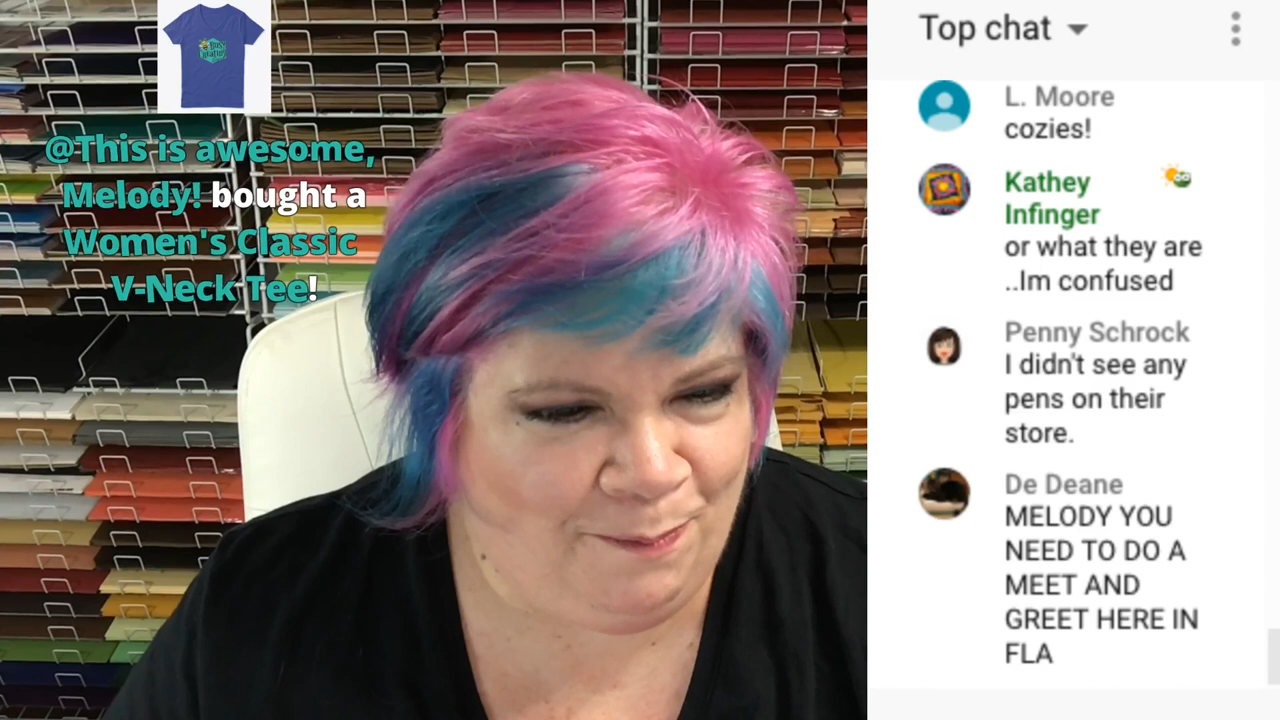 @This is awesome,
Melody! bought a
Women's Classic
V-Neck Tee!
Top chat
L. Moore
cozies!
Kathey
Infinger
or what they are
..Im confused
Penny Schrock
I didn't see any
pens on their
store.
De Deane
MELODY YOU
NEED TO DO A
MEET AND
GREET HERE IN
FLA